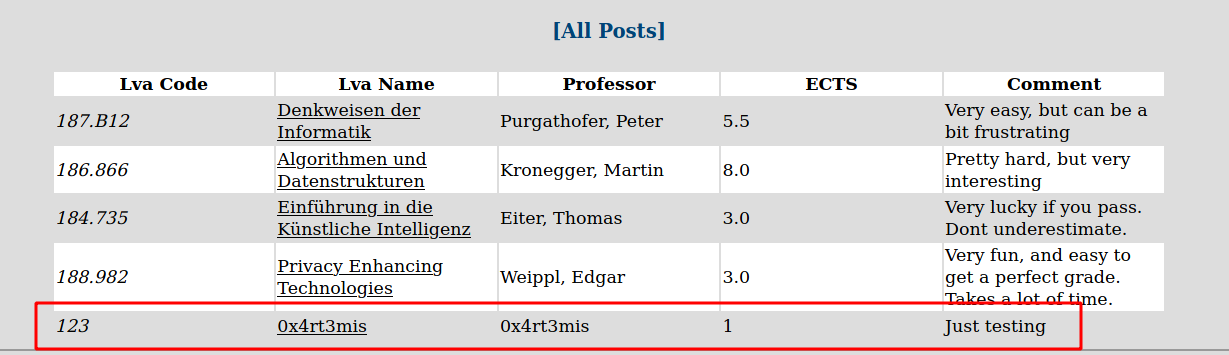 [All Posts]
Lva Code Lva Name Professor ECTS Comment
187.B12 Denkweisen der Informatik Purgathofer, Peter 5.5 Very easy, but can be a bit frustrating
186.866 Algorithmen und Datenstrukturen Kronegger, Martin 8.0 Pretty hard, but very interesting
184.735 Einführung in die Künstliche Intelligenz Eiter, Thomas 3.0 Very lucky if you pass. Dont underestimate.
188.982 Privacy Enhancing Technologies Weippl, Edgar 3.0 Very fun, and easy to get a perfect grade. Takes a lot of time.
123 0x4rt3mis 0x4rt3mis 1 Just testing